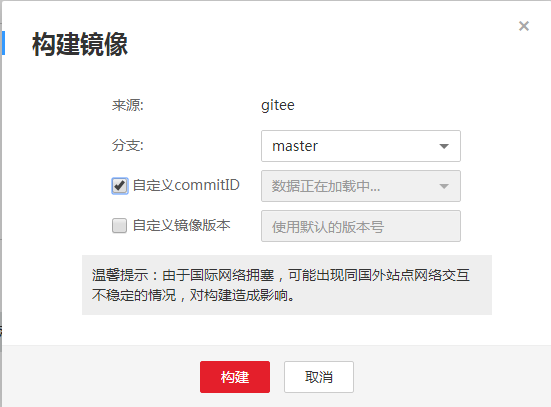 构建镜像
来源: gitee
分支: master
自定义commitID 数据正在加载中...
自定义镜像版本 使用默认的版本号
温馨提示：由于国际网络拥塞，可能出现同国外站点网络交互
不稳定的情况，对构建造成影响。
构建 取消